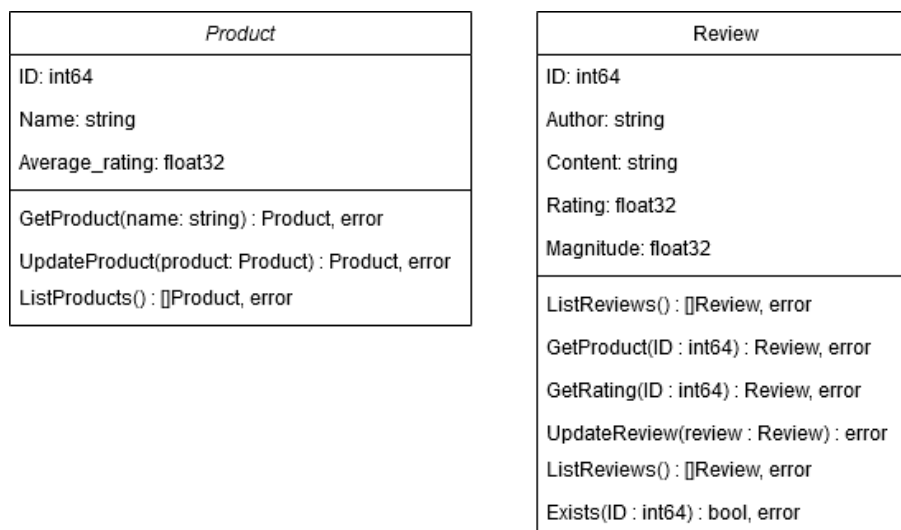 Product
ID: int64
Name: string
Average_rating: float32
GetProduct(name: string) : Product, error
UpdateProduct(product: Product) : Product, error
ListProducts() : []Product, error
Review
ID: int64
Author: string
Content: string
Rating: float32
Magnitude: float32
ListReviews() : []Review, error
GetProduct(ID : int64) : Review, error
GetRating(ID : int64) : Review, error
UpdateReview(review : Review) : error
ListReviews() : []Review, error
Exists(ID : int64) : bool, error